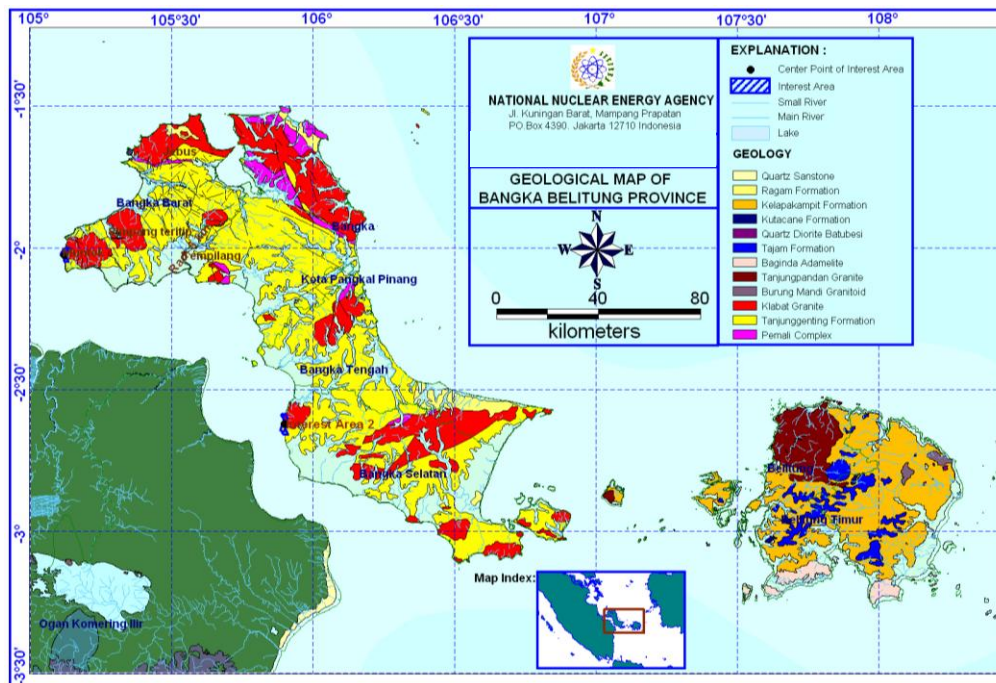 105° 105°30' 106° 106°30' 107° 107°30' 108°
-1°30'
-2°
-2°30'
-3°
-3°30'
NATIONAL NUCLEAR ENERGY AGENCY
Jl. Kuningan Barat, Mampang Prapatan
PO.Box 4390. Jakarta 12710 Indonesia
GEOLOGICAL MAP OF
BANGKA BELITUNG PROVINCE
N
W E
S
0 40 80
kilometers
EXPLANATION :
Center Point of Interest Area
Interest Area
Small River
Main River
Lake
GEOLOGY
Quartz Sanstone
Ragam Formation
Kelapakampit Formation
Kutacane Formation
Quartz Diorite Batubesi
Tajam Formation
Baginda Adamelite
Tanjungpandan Granite
Burung Mandi Granitoid
Klabat Granite
Tanjunggenting Formation
Pemali Complex
Bangka Barat
Bangka
Kota Pangkal Pinang
Bangka Tengah
Area 2
Bangka Selatan
Belitung
Belitung Timur
Ogan Komering Ilir
Map Index: